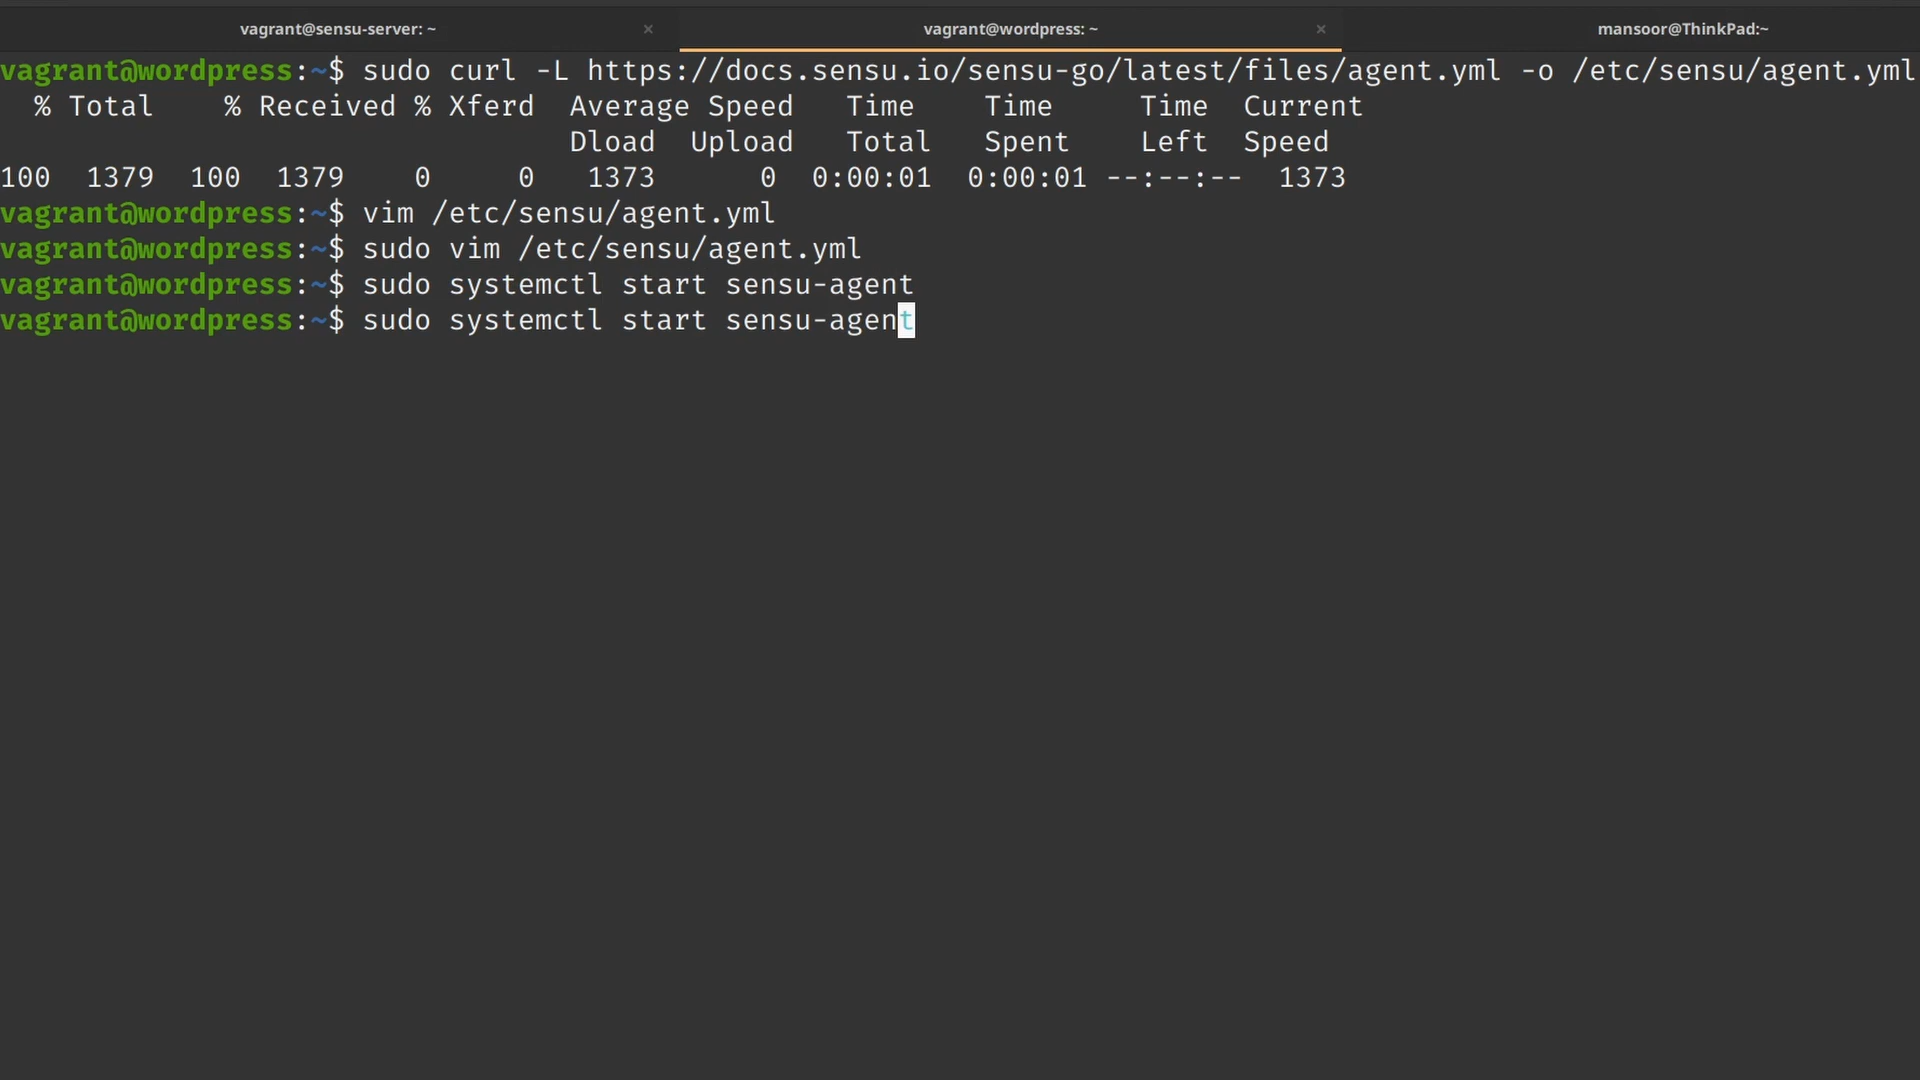 vagrant@sensu-server: ~ × vagrant@wordpress: ~ × mansoor@ThinkPad:~
vagrant@wordpress:~$ sudo curl -L https://docs.sensu.io/sensu-go/latest/files/agent.yml -o /etc/sensu/agent.yml
% Total % Received % Xferd Average Speed Time Time Time Current
Dload Upload Total Spent Left Speed
100 1379 100 1379 0 0 1373 0 0:00:01 0:00:01 --:--:-- 1373
vagrant@wordpress:~$ vim /etc/sensu/agent.yml
vagrant@wordpress:~$ sudo vim /etc/sensu/agent.yml
vagrant@wordpress:~$ sudo systemctl start sensu-agent
vagrant@wordpress:~$ sudo systemctl start sensu-agent